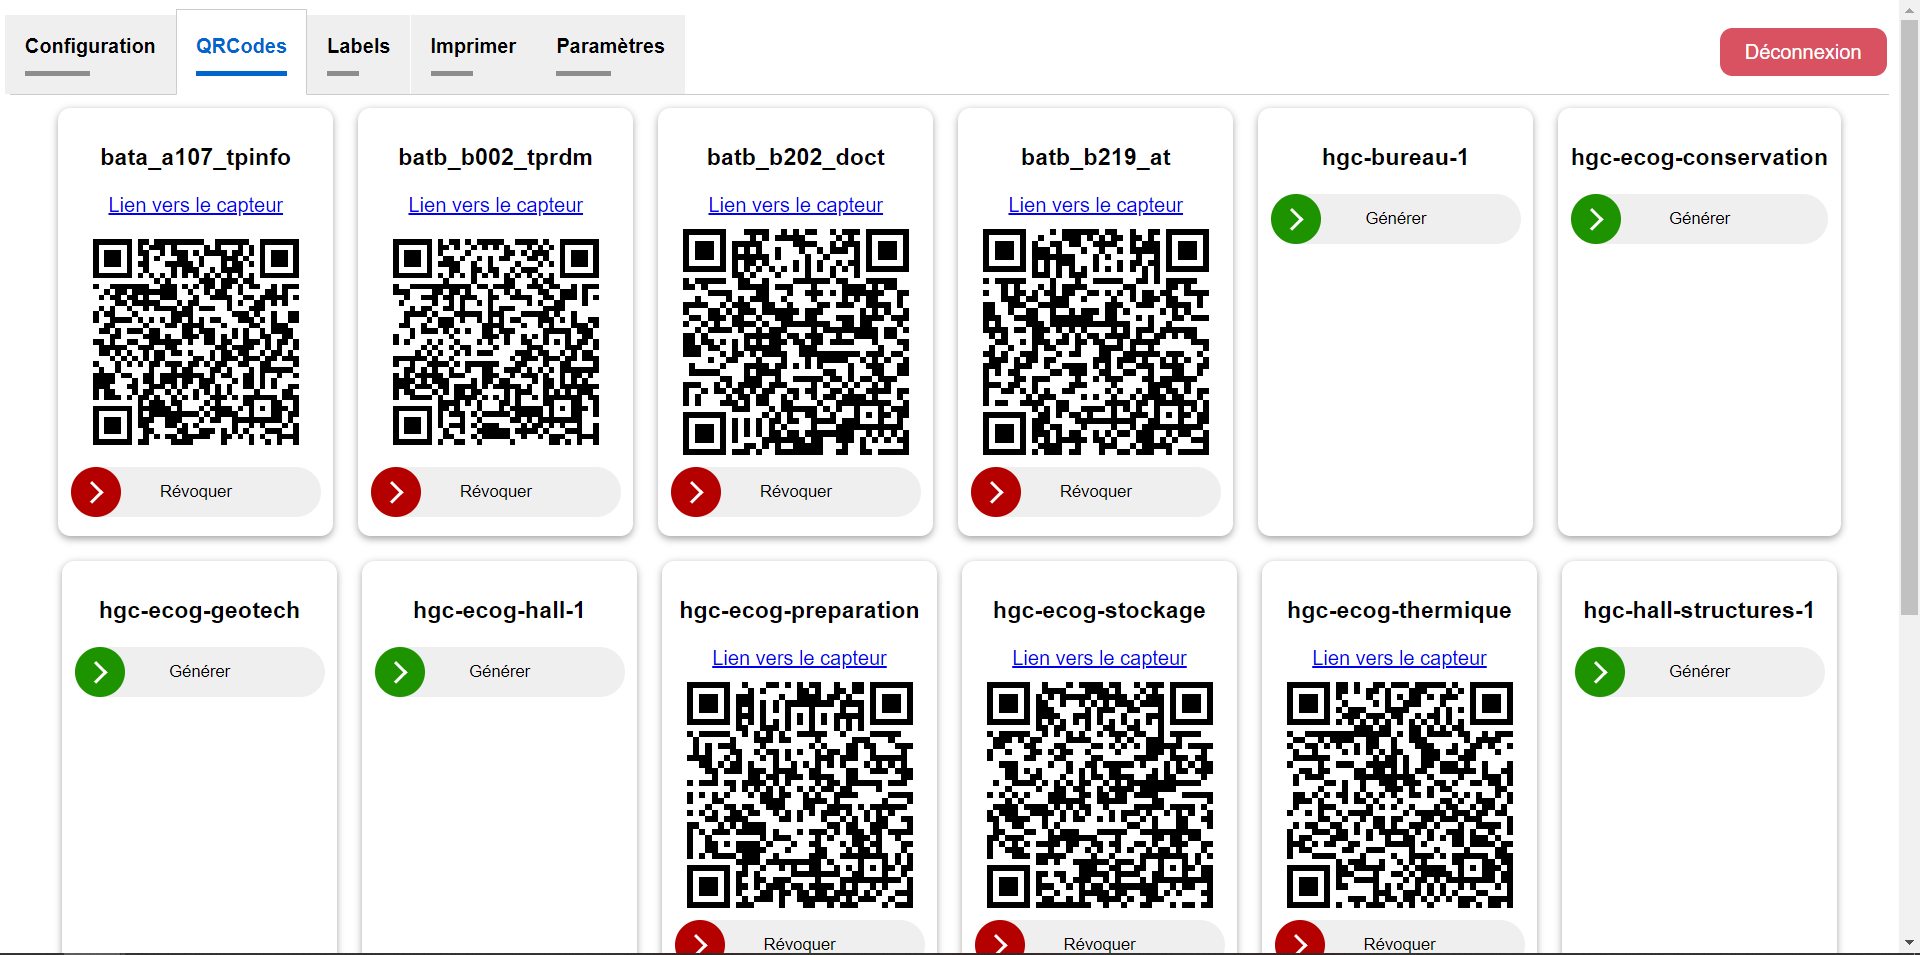 Configuration QRCodes Labels Imprimer Paramètres Déconnexion
bata_a107_tpinfo batb_b002_tprdm batb_b202_doct batb_b219_at hgc-bureau-1 hgc-ecog-conservation
Lien vers le capteur Lien vers le capteur Lien vers le capteur Lien vers le capteur Générer Générer
Révoquer Révoquer Révoquer Révoquer
hgc-ecog-geotech hgc-ecog-hall-1 hgc-ecog-preparation hgc-ecog-stockage hgc-ecog-thermique hgc-hall-structures-1
Générer Générer Lien vers le capteur Lien vers le capteur Lien vers le capteur Générer
Révoquer Révoquer Révoquer